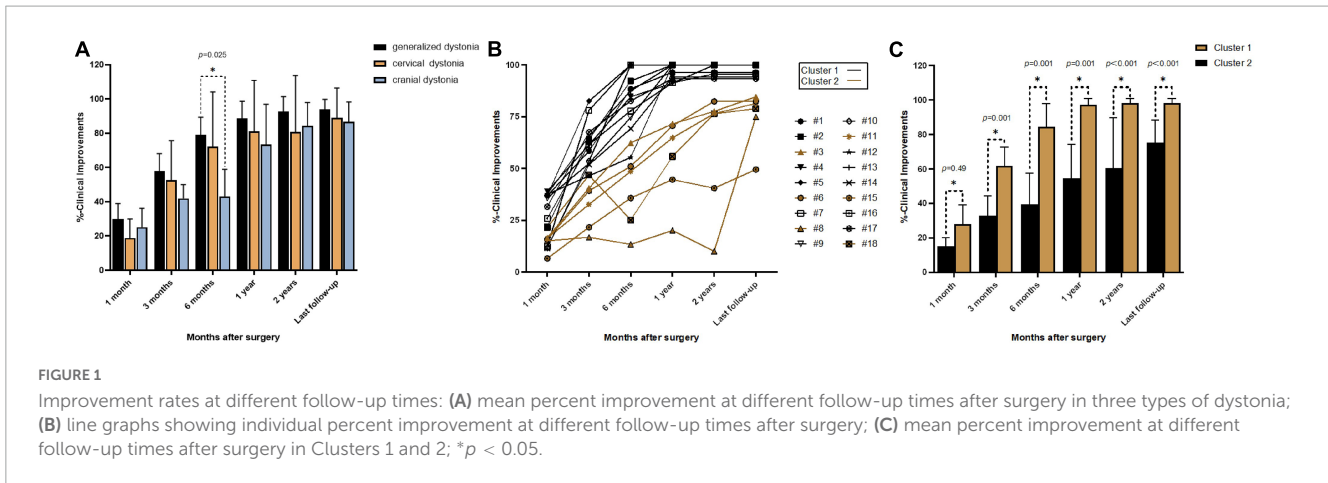 A
generalized dystonia
cervical dystonia
cranial dystonia
p=0.025
*
%-Clinical Improvements
120
100
80
60
40
20
0
1 month
3 months
6 months
1 year
2 years
Last follow-up
Months after surgery
B
%-Clinical Improvements
100
75
50
25
0
1 month
3 months
6 months
1 year
2 years
Last follow-up
Months after surgery
Cluster 1
Cluster 2
#1 #10
#2 #11
#3 #12
#4 #13
#5 #14
#6 #15
#7 #16
#8 #17
#9 #18
C
Cluster 1
Cluster 2
p=0.49
*
p=0.001
*
p=0.001
*
p=0.001
*
p<0.001
*
p<0.001
*
%-Clinical Improvements
120
100
80
60
40
20
0
1 month
3 months
6 months
1 year
2 years
Last follow-up
Months after surgery
FIGURE 1
Improvement rates at different follow-up times: (A) mean percent improvement at different follow-up times after surgery in three types of dystonia;
(B) line graphs showing individual percent improvement at different follow-up times after surgery; (C) mean percent improvement at different
follow-up times after surgery in Clusters 1 and 2; *p < 0.05.